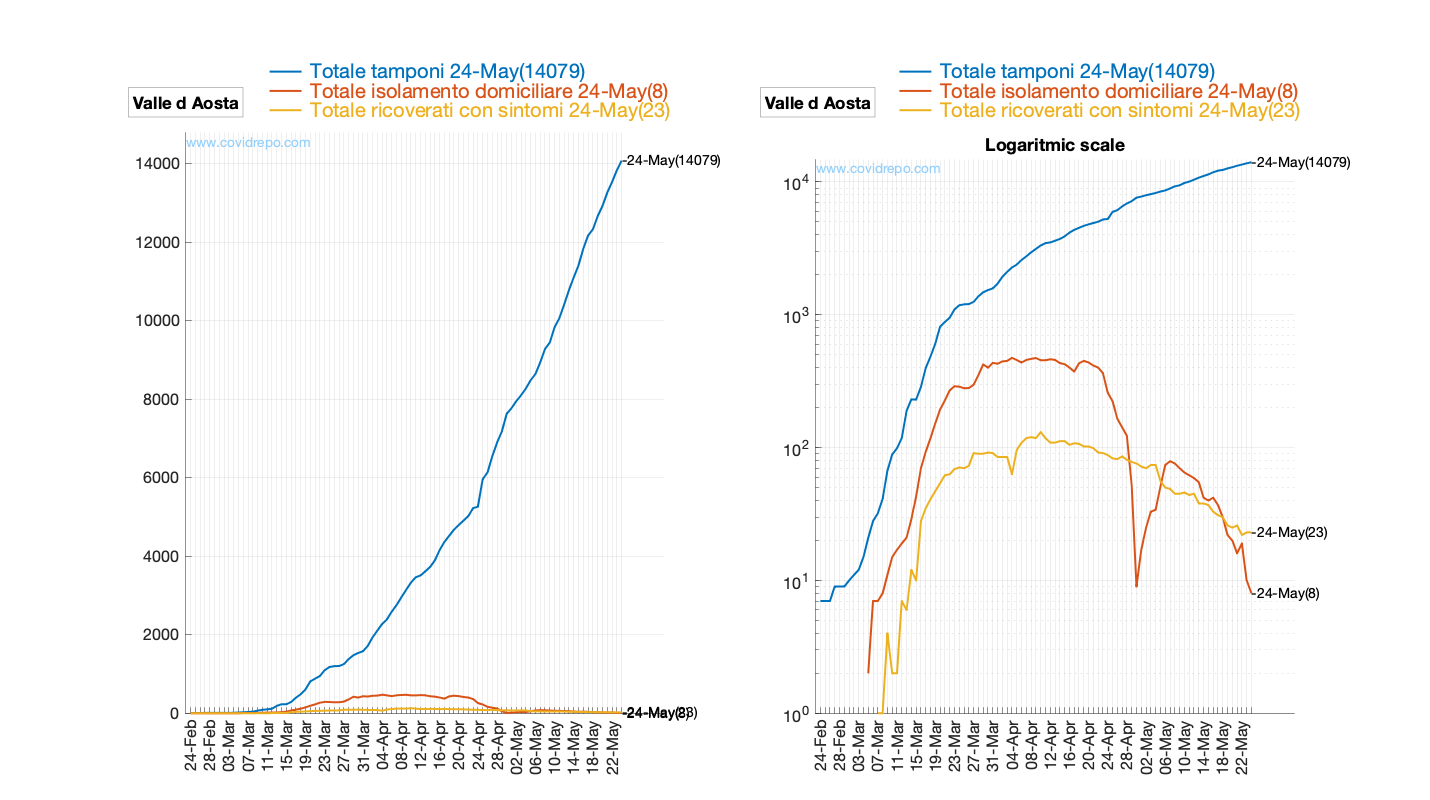 Totale tamponi 24-May(14079)
Totale isolamento domiciliare 24-May(8)
Totale ricoverati con sintomi 24-May(23)
Valle d Aosta
www.covidrepo.com
14000
12000
10000
8000
6000
4000
2000
0
-24-May(14079)
-24-May(8)
24-Feb
28-Feb
03-Mar
07-Mar
11-Mar
15-Mar
19-Mar
23-Mar
27-Mar
31-Mar
04-Apr
08-Apr
12-Apr
16-Apr
20-Apr
24-Apr
28-Apr
02-May
06-May
10-May
14-May
18-May
22-May
Totale tamponi 24-May(14079)
Totale isolamento domiciliare 24-May(8)
Totale ricoverati con sintomi 24-May(23)
Valle d Aosta
Logaritmic scale
www.covidrepo.com
10^4
10^3
10^2
10^1
10^0
-24-May(14079)
-24-May(23)
-24-May(8)
24-Feb
28-Feb
03-Mar
07-Mar
11-Mar
15-Mar
19-Mar
23-Mar
27-Mar
31-Mar
04-Apr
08-Apr
12-Apr
16-Apr
20-Apr
24-Apr
28-Apr
02-May
06-May
10-May
14-May
18-May
22-May